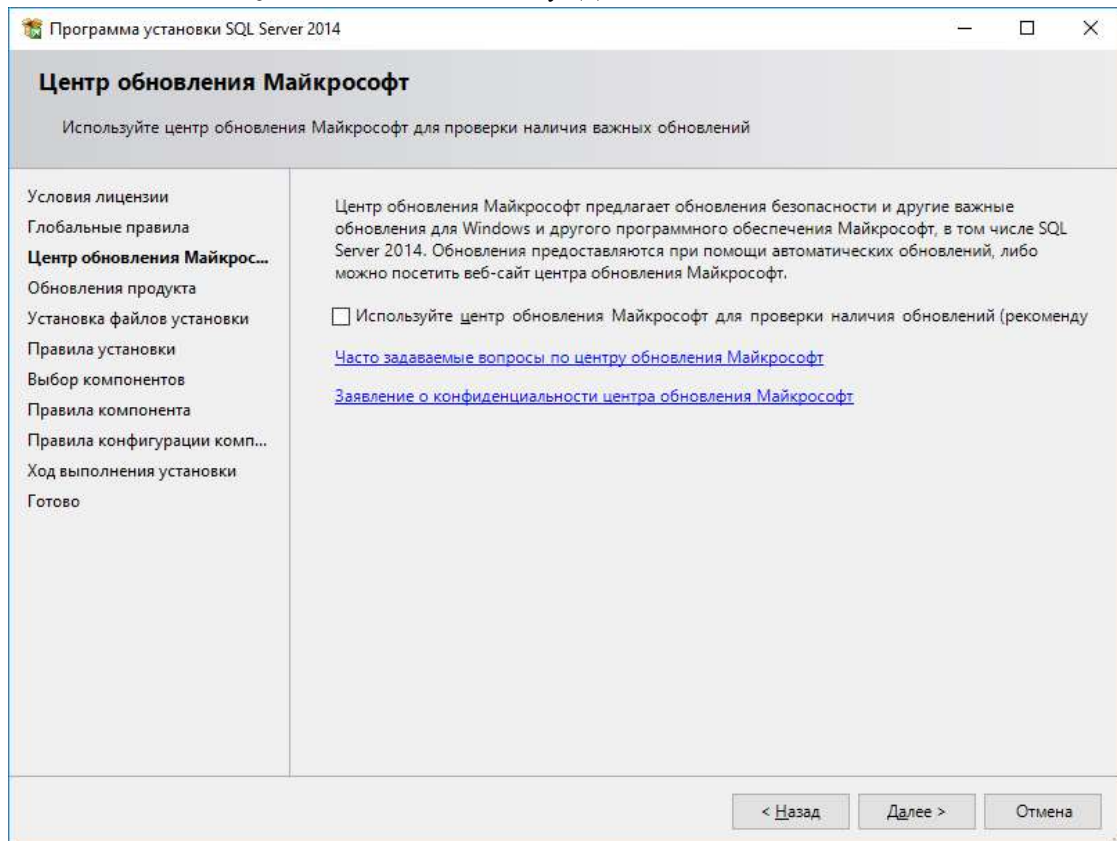 Программа установки SQL Server 2014
Центр обновления Майкрософт
Используйте центр обновления Майкрософт для проверки наличия важных обновлений
Условия лицензии
Глобальные правила
Центр обновления Майкрос...
Обновления продукта
Установка файлов установки
Правила установки
Выбор компонентов
Правила компонента
Правила конфигурации комп...
Ход выполнения установки
Готово
Центр обновления Майкрософт предлагает обновления безопасности и другие важные
обновления для Windows и другого программного обеспечения Майкрософт, в том числе SQL
Server 2014. Обновления предоставляются при помощи автоматических обновлений, либо
можно посетить веб-сайт центра обновления Майкрософт.
Используйте центр обновления Майкрософт для проверки наличия обновлений (рекоменду
Часто задаваемые вопросы по центру обновления Майкрософт
Заявление о конфиденциальности центра обновления Майкрософт
< Назад
Далее >
Отмена